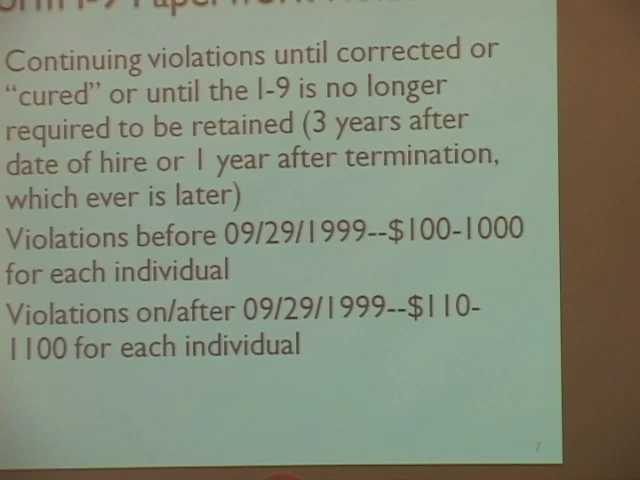 Continuing violations until corrected or
"cured" or until the I-9 is no longer
required to be retained (3 years after
date of hire or 1 year after termination,
which ever is later)
Violations before 09/29/1999--$100-1000
for each individual
Violations on/after 09/29/1999--$110-
1100 for each individual
7